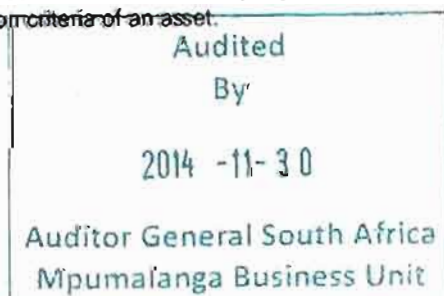 criteria of an asset.
Audited
By
2014 -11- 30
Auditor General South Africa
Mpumalanga Business Unit